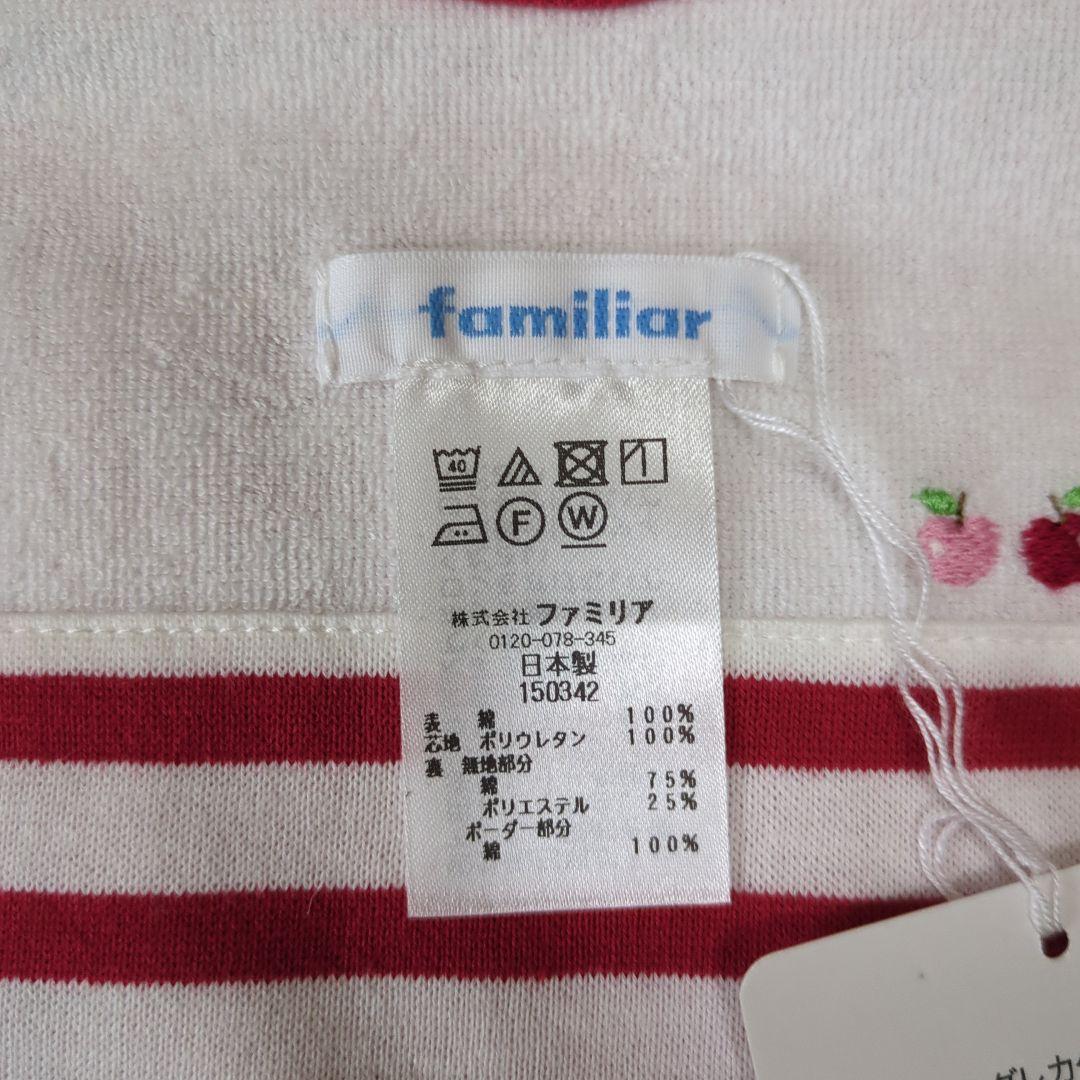 familiar
40
F W
株式会社 ファミリア
0120-078-345
日本製
150342
表 綿 100%
芯地 ポリウレタン 100%
裏 無地部分
綿 75%
ポリエステル 25%
ボーダー部分
綿 100%